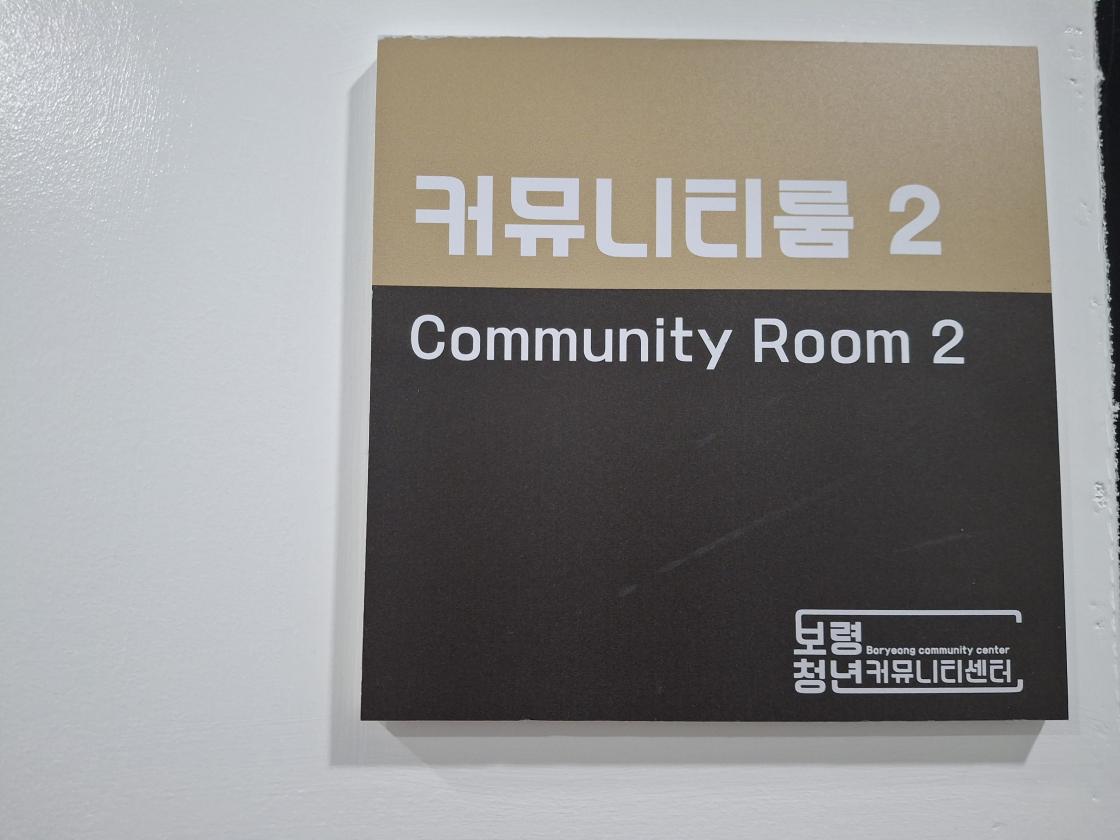 커뮤니티룸 2
Community Room 2
보령 Boryeong community center
청년커뮤니티센터